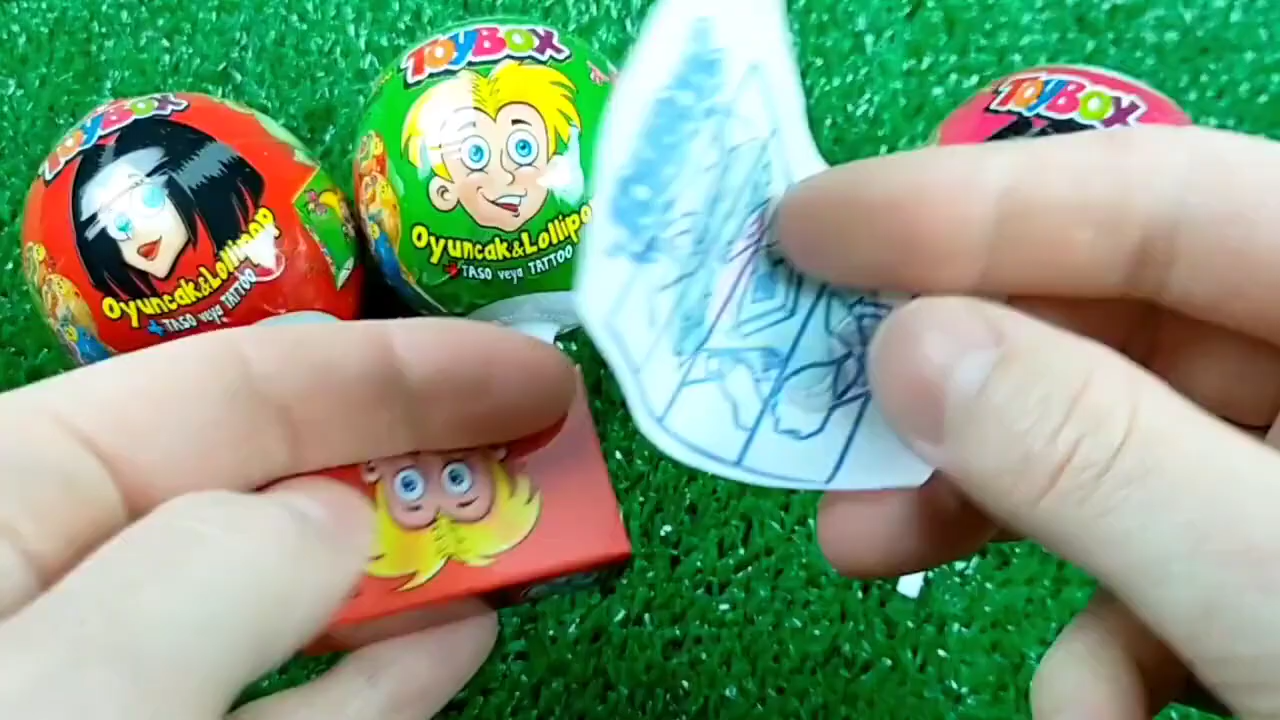 TOYBOX
Oyuncak&Lollipop
+ TASO veya TATTOO
TOYBOX
Oyuncak&Lollipo
+ TASO veya TATTOO
TOYBOX